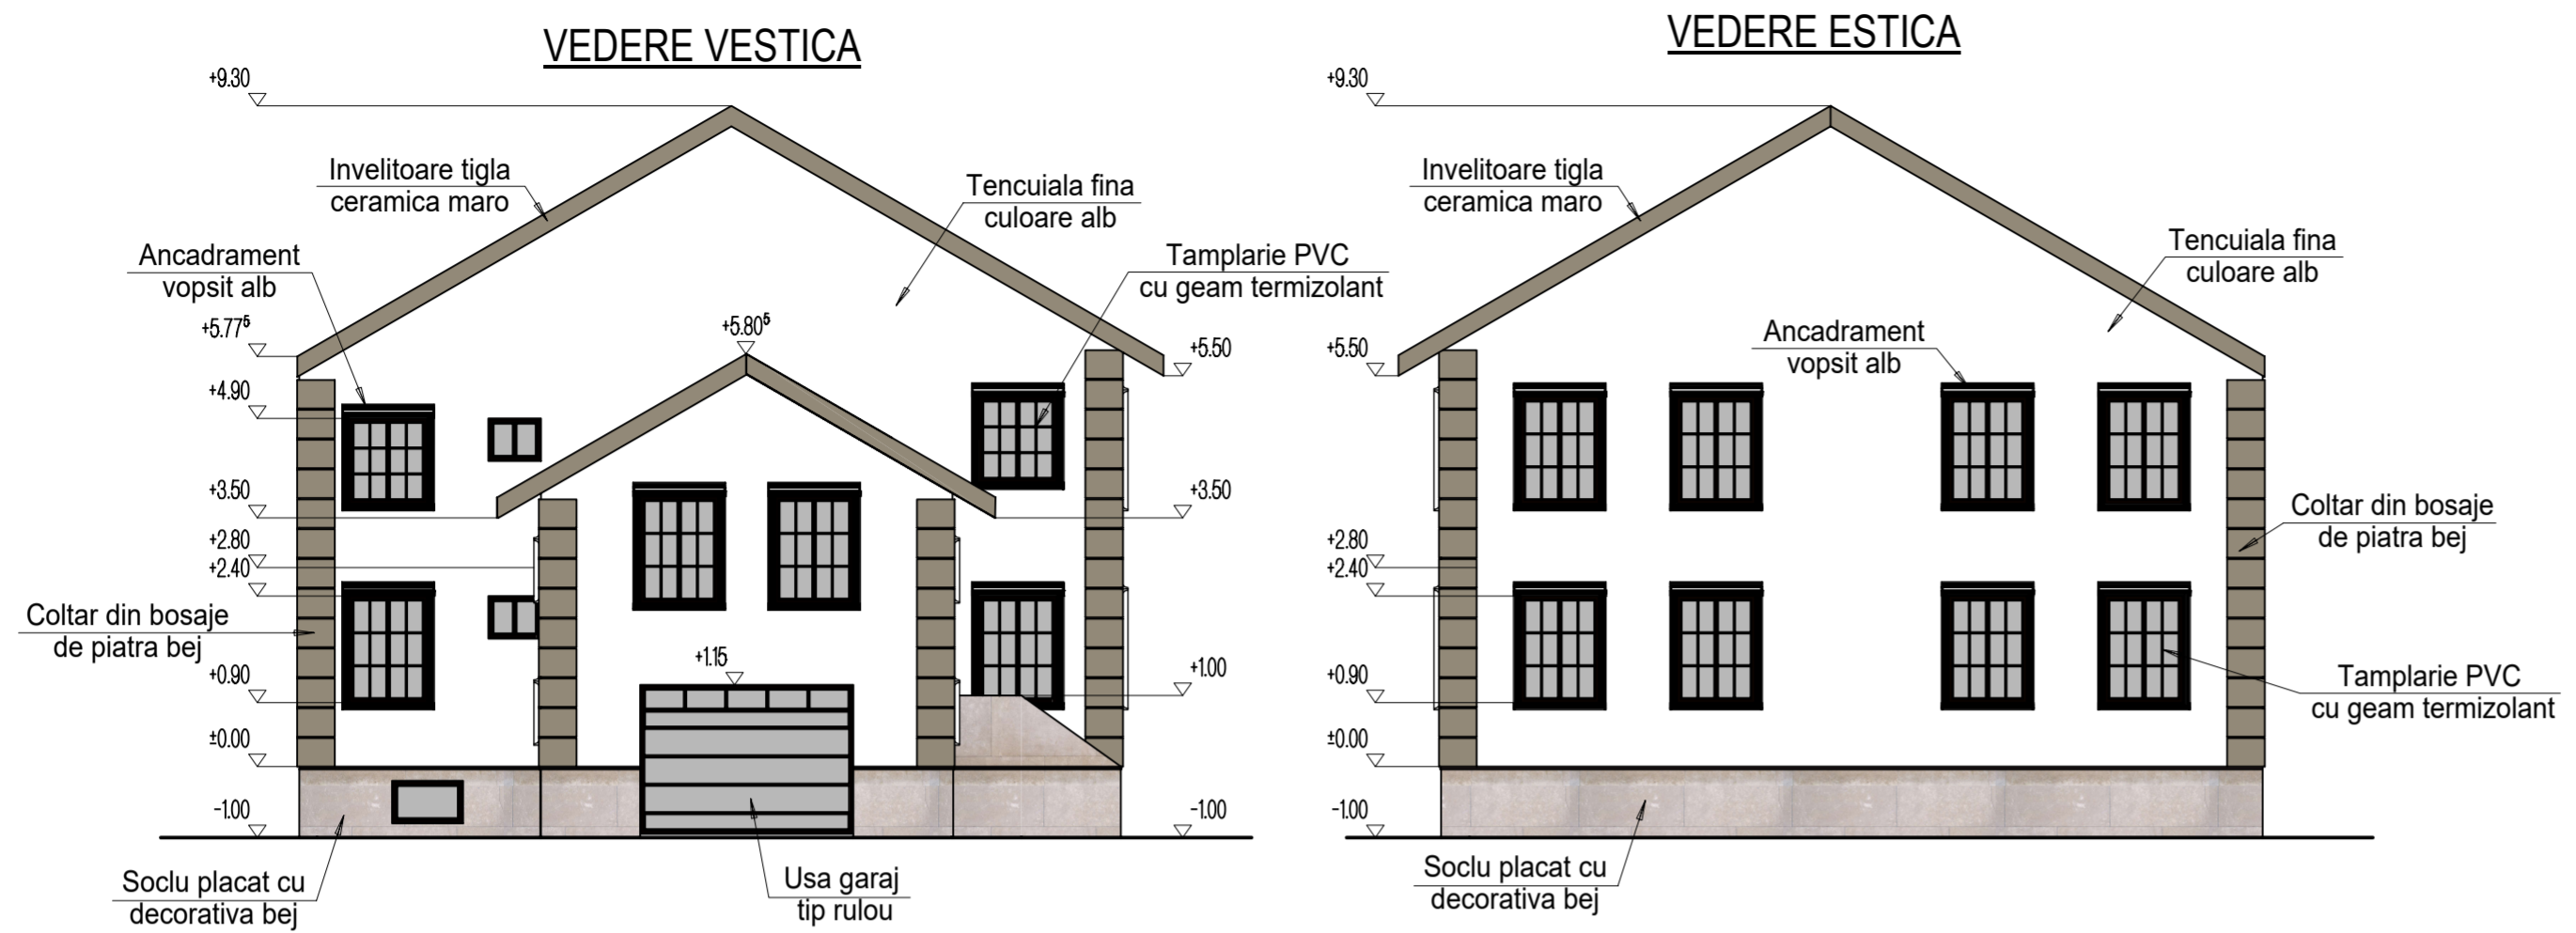 VEDERE VESTICA
+9.30
Invelitoare tigla
ceramica maro
Tencuiala fina
culoare alb
Ancadrament
vopsit alb
Tamplarie PVC
cu geam termizolant
+5.77⁵
+5.80⁵
+5.50
+4.90
+3.50
+3.50
+2.80
+2.40
Coltar din bosaje
de piatra bej
+1.15
+0.90
+1.00
±0.00
-1.00
-1.00
Soclu placat cu
decorativa bej
Usa garaj
tip rulou
VEDERE ESTICA
+9.30
Invelitoare tigla
ceramica maro
Tencuiala fina
culoare alb
Ancadrament
vopsit alb
+5.50
Coltar din bosaje
de piatra bej
+2.80
+2.40
+0.90
Tamplarie PVC
cu geam termizolant
±0.00
-1.00
Soclu placat cu
decorativa bej